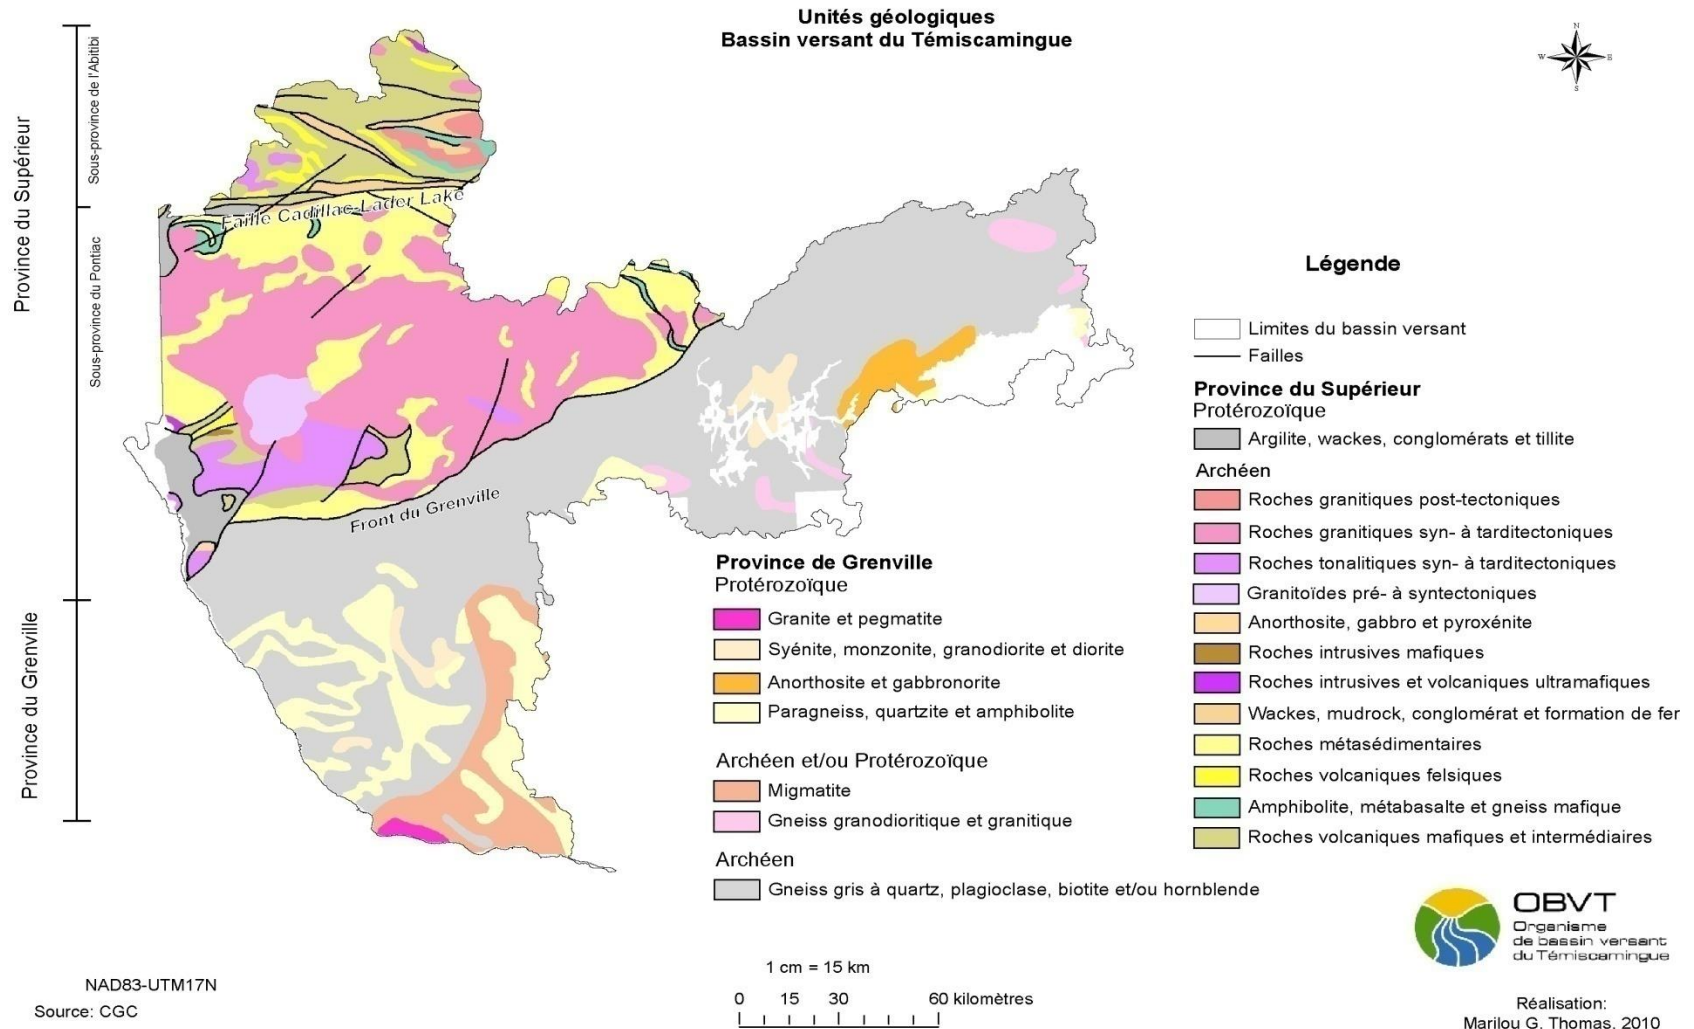 Unités géologiques
Bassin versant du Témiscamingue
N
W
E
S
Province du Supérieur
Sous-province de l'Abitibi
Sous-province du Pontiac
Province du Grenville
Faille Cadillac-Lader Lake
Front du Grenville
Légende
Limites du bassin versant
Failles
Province du Supérieur
Protérozoïque
Argilite, wackes, conglomérats et tillite
Archéen
Roches granitiques post-tectoniques
Roches granitiques syn- à tarditectoniques
Roches tonalitiques syn- à tarditectoniques
Granitoïdes pré- à syntectoniques
Anorthosite, gabbro et pyroxénite
Roches intrusives mafiques
Roches intrusives et volcaniques ultramafiques
Wackes, mudrock, conglomérat et formation de fer
Roches métasédimentaires
Roches volcaniques felsiques
Amphibolite, métabasalte et gneiss mafique
Roches volcaniques mafiques et intermédiaires
Province de Grenville
Protérozoïque
Granite et pegmatite
Syénite, monzonite, granodiorite et diorite
Anorthosite et gabbronorite
Paragneiss, quartzite et amphibolite
Archéen et/ou Protérozoïque
Migmatite
Gneiss granodioritique et granitique
Archéen
Gneiss gris à quartz, plagioclase, biotite et/ou hornblende
OBVT
Organisme
de bassin versant
du Témiscamingue
NAD83-UTM17N
Source: CGC
1 cm = 15 km
0 15 30 60 kilomètres
Réalisation:
Marilou G. Thomas, 2010